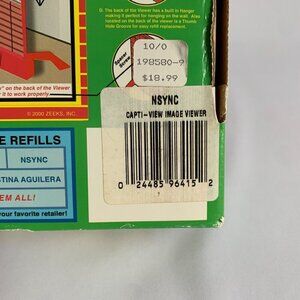 G. The back of the Viewer has a built in Hanger
making it perfect for hanging on the wall. Also
located on the back of the Viewer is a Thumb
Hole Groove for easy refill replacement.
10/0
198580-9
$18.99
on the back of the Viewer
it to work properly.
© 2000 ZEEKS, INC.
NSYNC
CAPTI-VIEW IMAGE VIEWER
E REFILLS
NSYNC
STINA AGUILERA
EM ALL!
your favorite retailer!
0 24485 96415 2